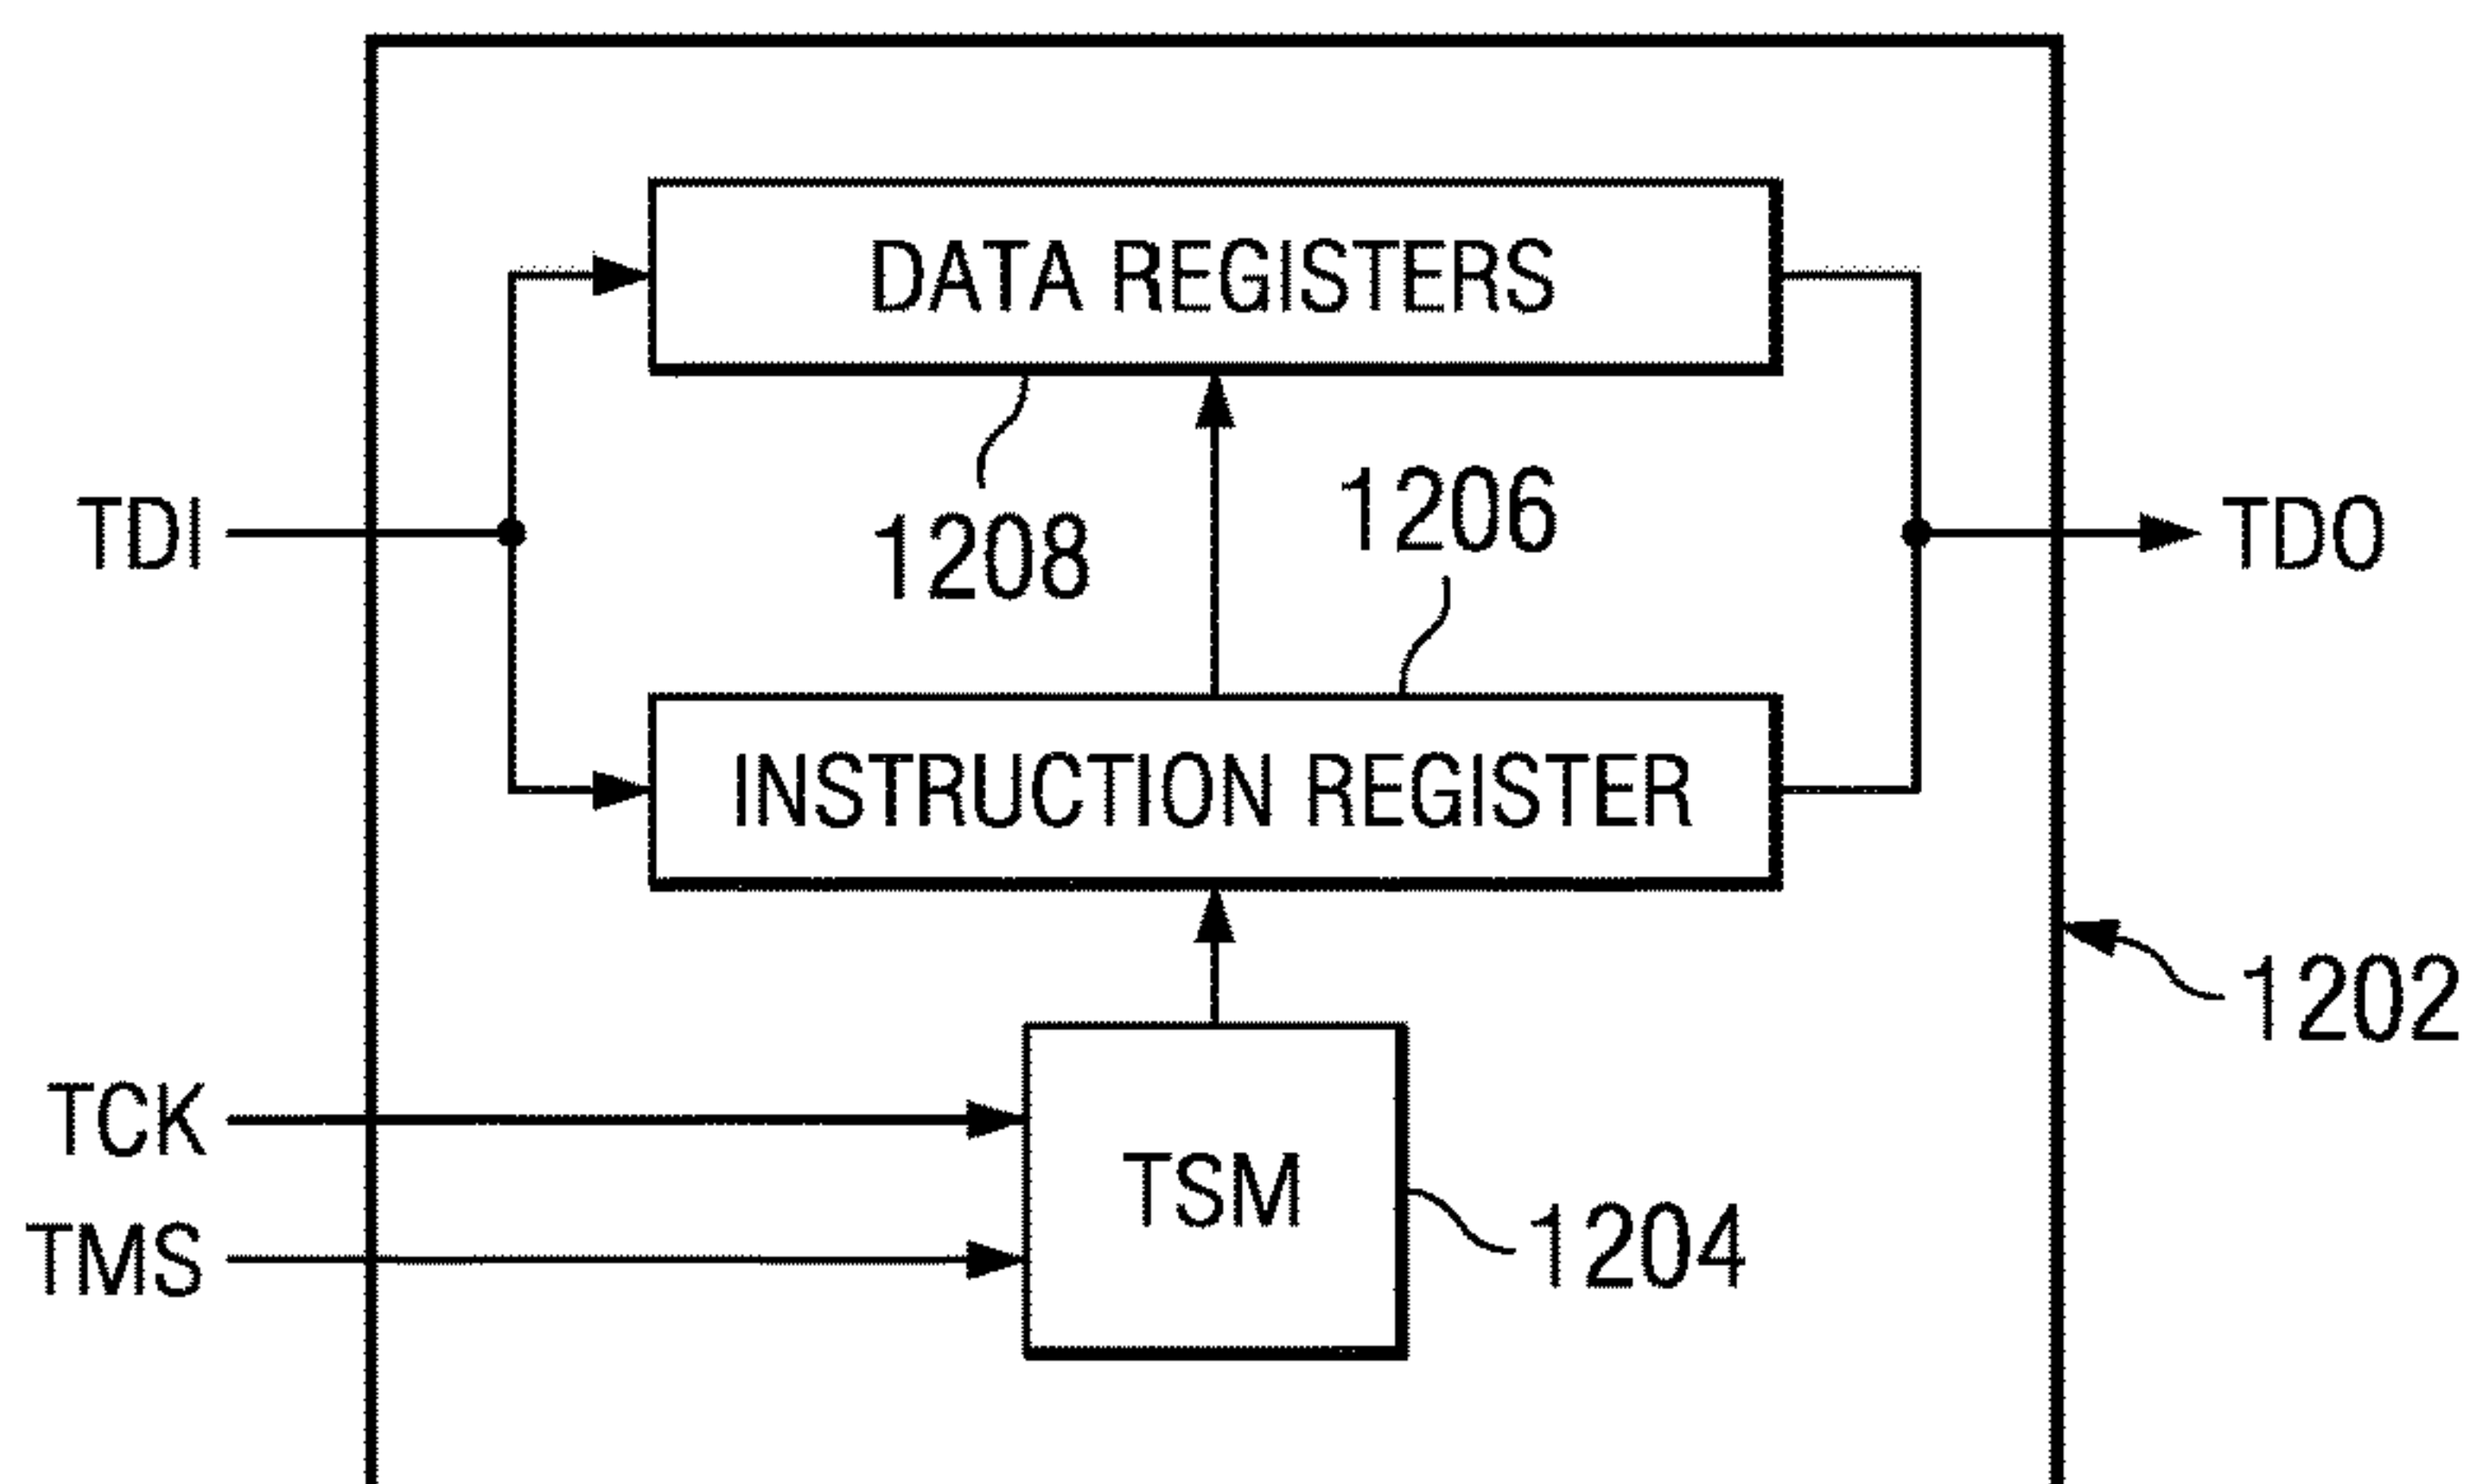 DATA REGISTERS
1206
TDI
TDO
1208
INSTRUCTION REGISTER
1202
TCK
TSM
1204
TMS